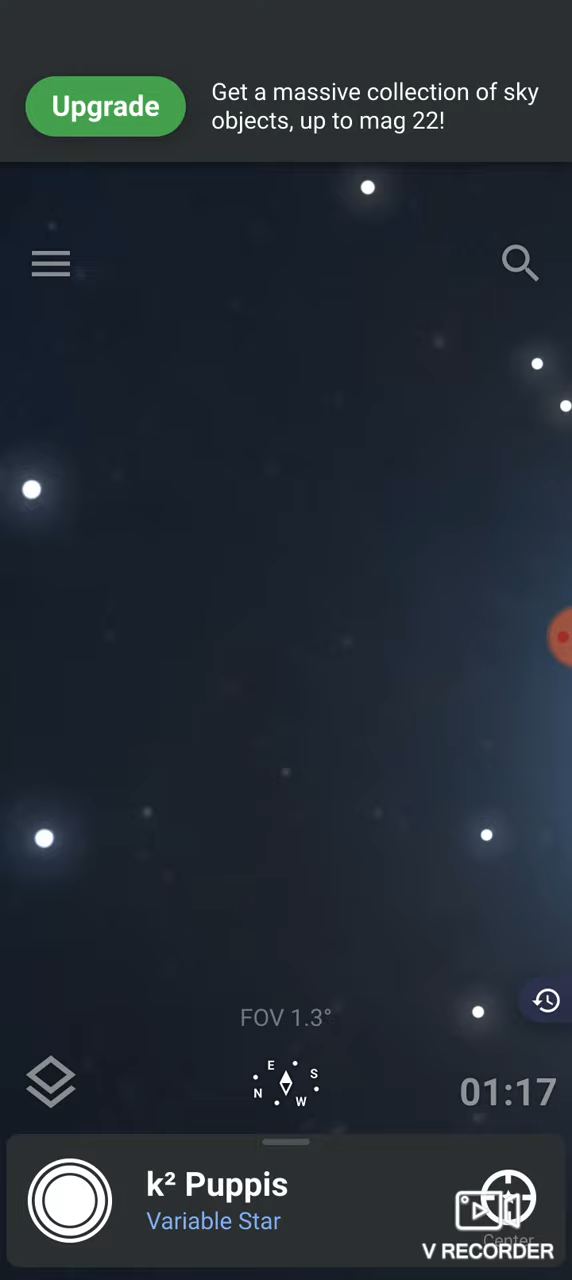 Upgrade
Get a massive collection of sky
objects, up to mag 22!
FOV 1.3°
E
S
N
W
01:17
k² Puppis
Variable Star
Center
V RECORDER